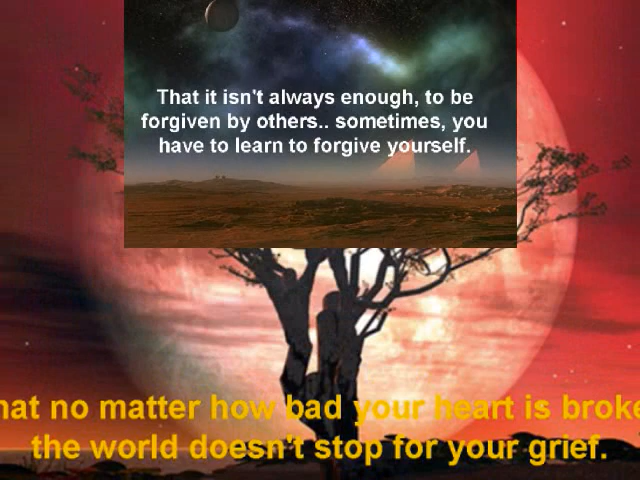 That it isn't always enough, to be
forgiven by others.. sometimes, you
have to learn to forgive yourself.
hat no matter how bad your heart is broke
the world doesn't stop for your grief.